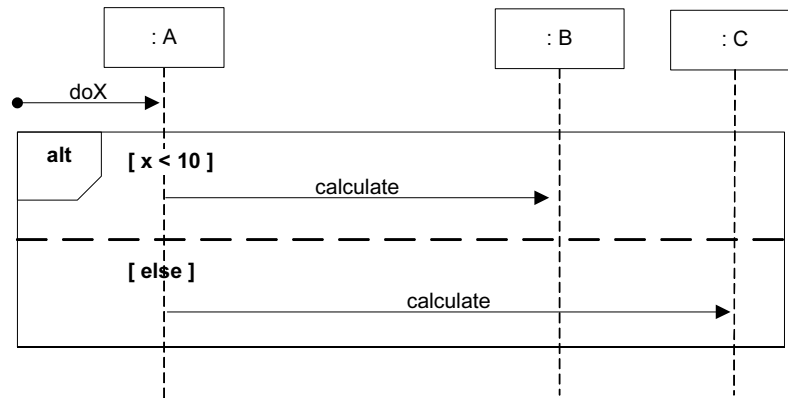 : A
: B
: C
doX
alt
[ x < 10 ]
calculate
[ else ]
calculate